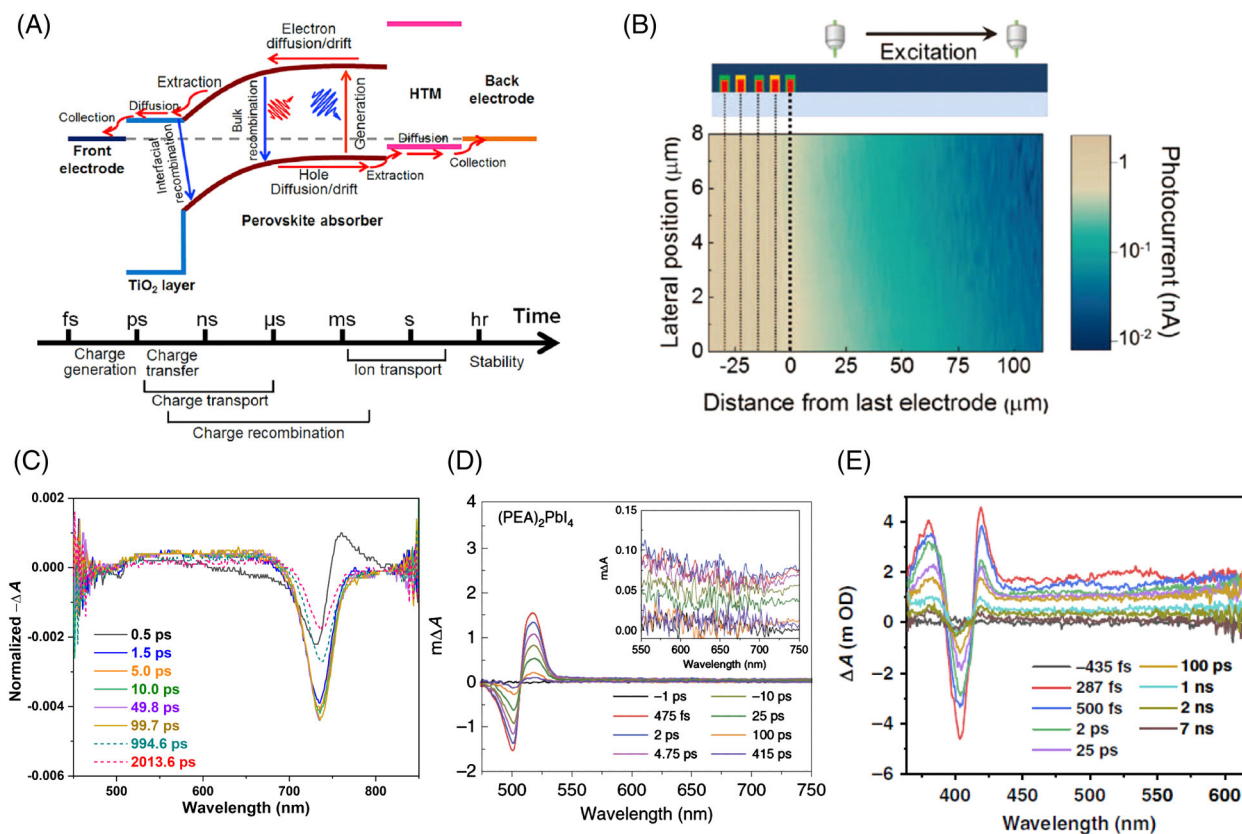 (A)
Electron
diffusion/drift
Extraction
Diffusion
Collection
Front
electrode
Interfacial
recombination
Bulk
recombination
Generation
HTM
Back
electrode
Diffusion
Collection
Hole
Diffusion/drift
Extraction
Perovskite absorber
TiO₂ layer
fs ps ns µs ms s hr Time
Charge
generation
Charge
transfer
Ion transport
Stability
Charge transport
Charge recombination
(B)
Excitation
Lateral position (µm)
8
6
4
2
0
-25 0 25 50 75 100
Distance from last electrode (µm)
1
10⁻¹
10⁻²
Photocurrent (nA)
(C)
Normalized −ΔA
0.002
0.000
−0.002
−0.004
−0.006
0.5 ps
1.5 ps
5.0 ps
10.0 ps
49.8 ps
99.7 ps
994.6 ps
2013.6 ps
500 600 700 800
Wavelength (nm)
(D)
(PEA)₂PbI₄
mΔA
4
3
2
1
0
−1
−2
mΔA
0.15
0.10
0.05
0.00
550 600 650 700 750
Wavelength (nm)
−1 ps
475 fs
2 ps
4.75 ps
−10 ps
25 ps
100 ps
415 ps
500 550 600 650 700 750
Wavelength (nm)
(E)
ΔA (m OD)
4
2
0
−2
−4
−6
−435 fs
287 fs
500 fs
2 ps
25 ps
100 ps
1 ns
2 ns
7 ns
400 450 500 550 600
Wavelength (nm)